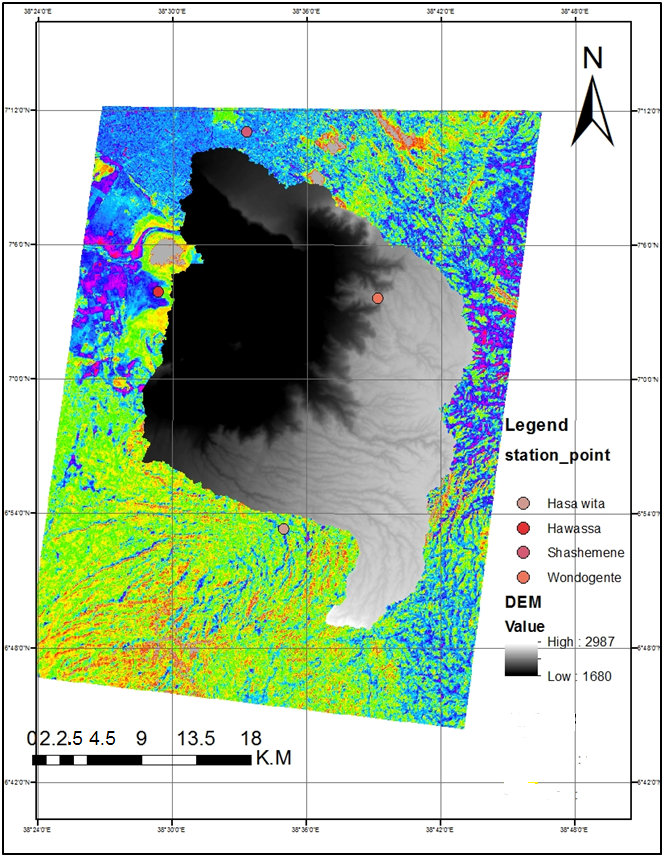 38°24'0"E 38°30'0"E 38°36'0"E 38°42'0"E 38°48'0"E
N
7°12'0"N 7°12'0"N
7°6'0"N 7°6'0"N
7°0'0"N 7°0'0"N
Legend
station_point
Hasa wita
6°54'0"N 6°54'0"N
Hawassa
Shashemene
Wondogente
DEM
Value
High : 2987
6°48'0"N 6°48'0"N
Low : 1680
02.2.5 4.5 9 13.5 18
K.M
6°42'0"N 6°42'0"N
38°24'0"E 38°30'0"E 38°36'0"E 38°42'0"E 38°48'0"E